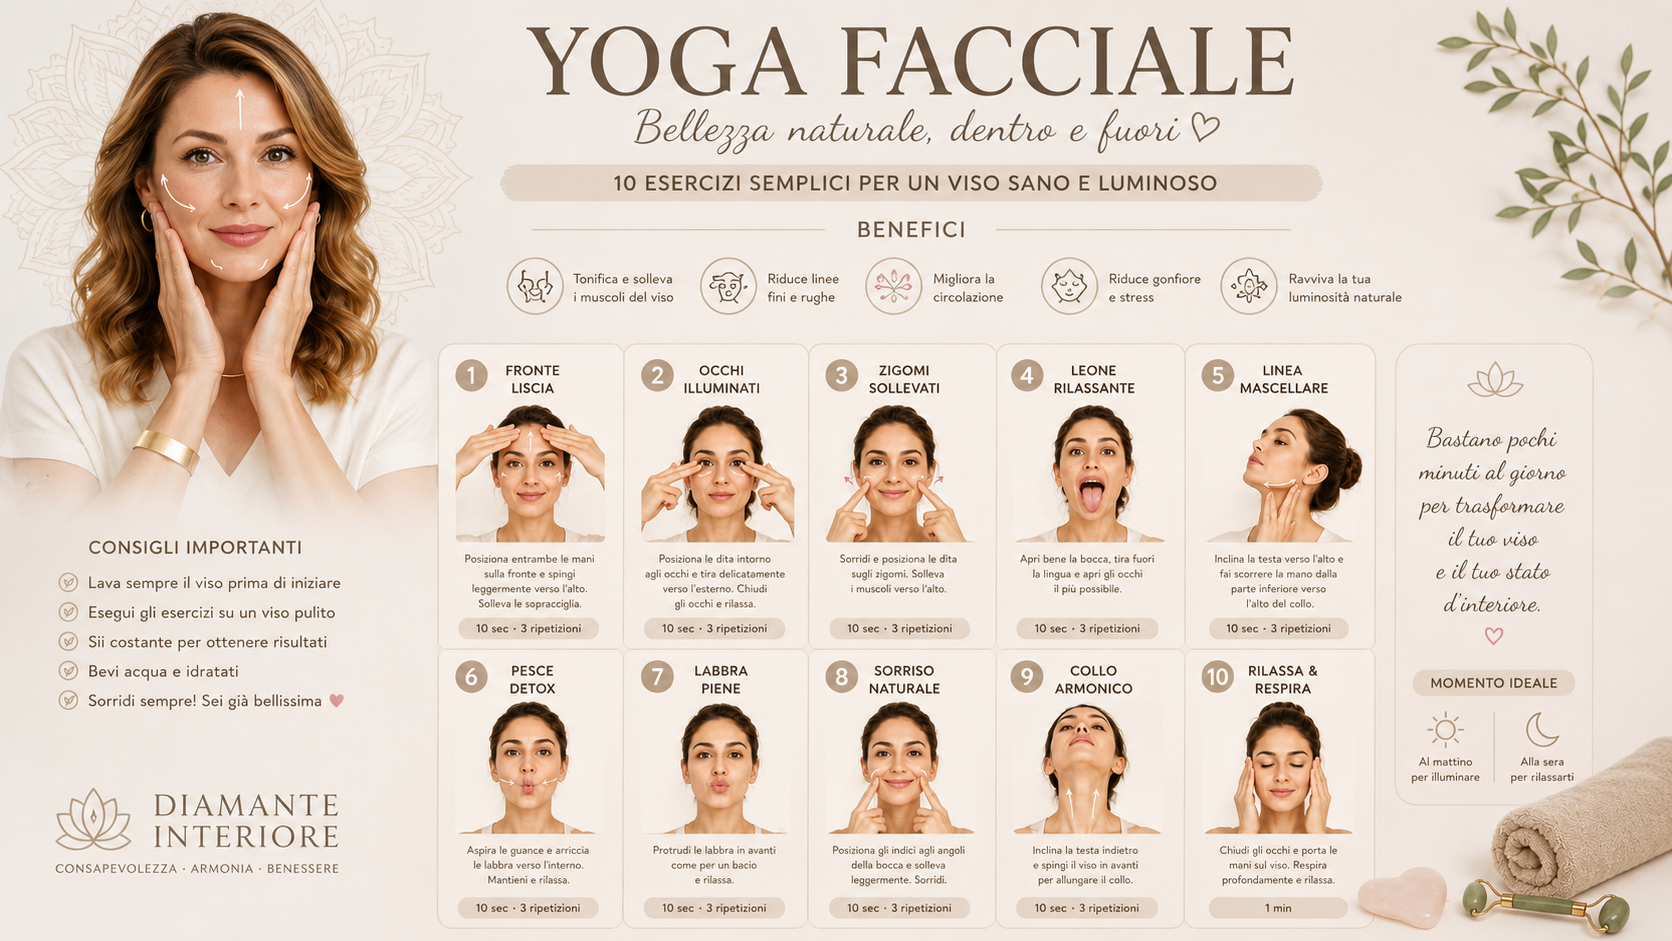 YOGA FACCIALE
Bellezza naturale, dentro e fuori
10 ESERCIZI SEMPLICI PER UN VISO SANO E LUMINOSO
BENEFICI
Tonifica e solleva
i muscoli del viso
Riduce linee
fini e rughe
Migliora la
circolazione
Riduce gonfiore
e stress
Ravviva la tua
luminosità naturale
1
FRONTE
LISCIA
Posiziona entrambe le mani
sulla fronte e spingi
leggermente verso l'alto.
Solleva le sopracciglia.
10 sec • 3 ripetizioni
2
OCCHI
ILLUMINATI
Posiziona le dita intorno
agli occhi e tira delicatamente
verso l'esterno. Chiudi
gli occhi e rilassa.
10 sec • 3 ripetizioni
3
ZIGOMI
SOLLEVATI
Sorridi e posiziona le dita
sugli zigomi. Solleva
i muscoli verso l'alto.
10 sec • 3 ripetizioni
4
LEONE
RILASSANTE
Apri bene la bocca, tira fuori
la lingua e apri gli occhi
il più possibile.
10 sec • 3 ripetizioni
5
LINEA
MASCELLARE
Inclina la testa verso l'alto e
fai scorrere la mano dalla
parte inferiore verso
l'alto del collo.
10 sec • 3 ripetizioni
6
PESCE
DETOX
Aspira le guance e arriccia
le labbra verso l'interno.
Mantieni e rilassa.
10 sec • 3 ripetizioni
7
LABBRA
PIENE
Protrudi le labbra in avanti
come per un bacio
e rilassa.
10 sec • 3 ripetizioni
8
SORRISO
NATURALE
Posiziona gli indici agli angoli
della bocca e solleva
leggermente. Sorridi.
10 sec • 3 ripetizioni
9
COLLO
ARMONICO
Inclina la testa indietro
e spingi il viso in avanti
per allungare il collo.
10 sec • 3 ripetizioni
10
RILASSA &
RESPIRA
Chiudi gli occhi e porta le
mani sul viso. Respira
profondamente e rilassa.
1 min
Bastano pochi
minuti al giorno
per trasformare
il tuo viso
e il tuo stato
d'interiore.
MOMENTO IDEALE
Al mattino
per illuminare
Alla sera
per rilassarti
CONSIGLI IMPORTANTI
Lava sempre il viso prima di iniziare
Esegui gli esercizi su un viso pulito
Sii costante per ottenere risultati
Bevi acqua e idratati
Sorridi sempre! Sei già bellissima
DIAMANTE
INTERIORE
CONSAPEVOLEZZA • ARMONIA • BENESSERE